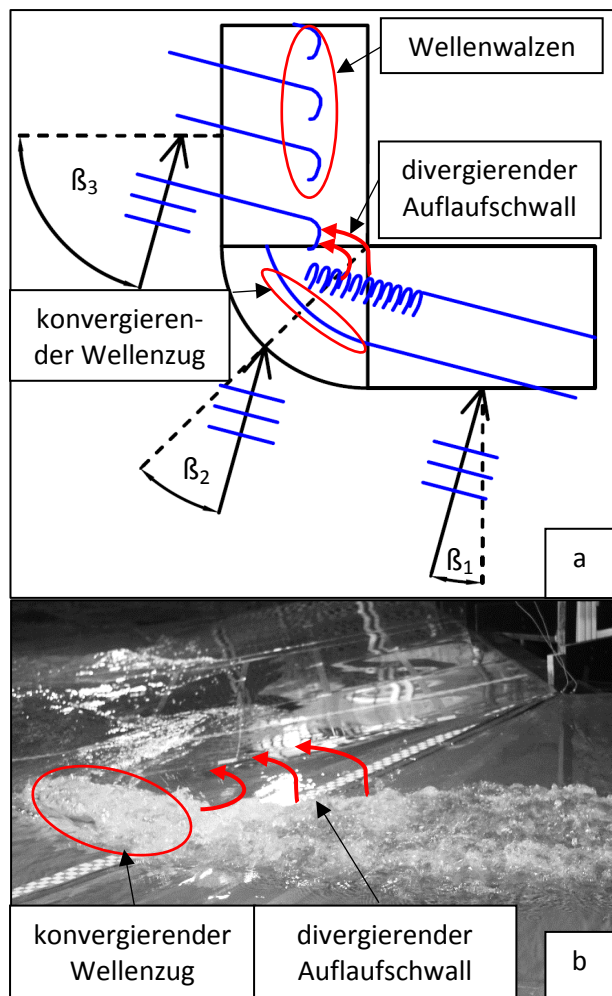 Wellenwalzen
ß3
divergierender
Auflaufschwall
konvergieren-
der Wellenzug
ß2
ß1
a
konvergierender
Wellenzug
divergierender
Auflaufschwall
b